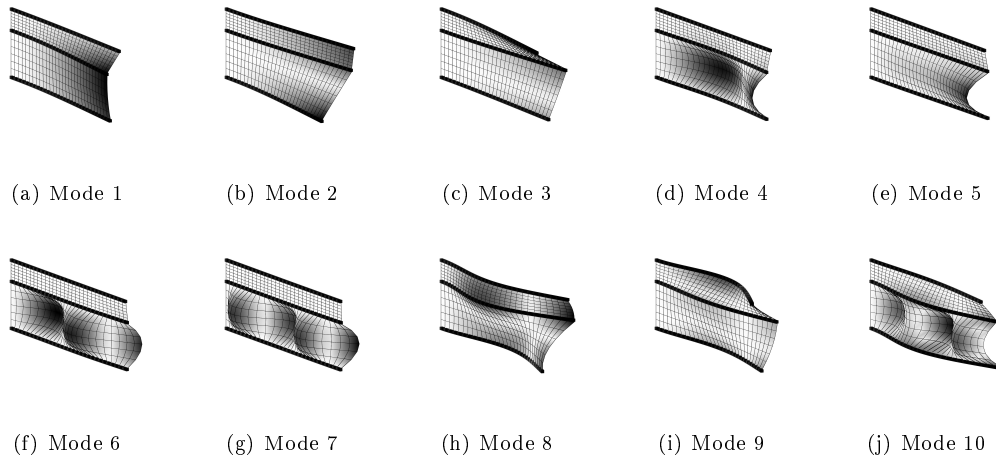 (a) Mode 1
(b) Mode 2
(c) Mode 3
(d) Mode 4
(e) Mode 5
(f) Mode 6
(g) Mode 7
(h) Mode 8
(i) Mode 9
(j) Mode 10